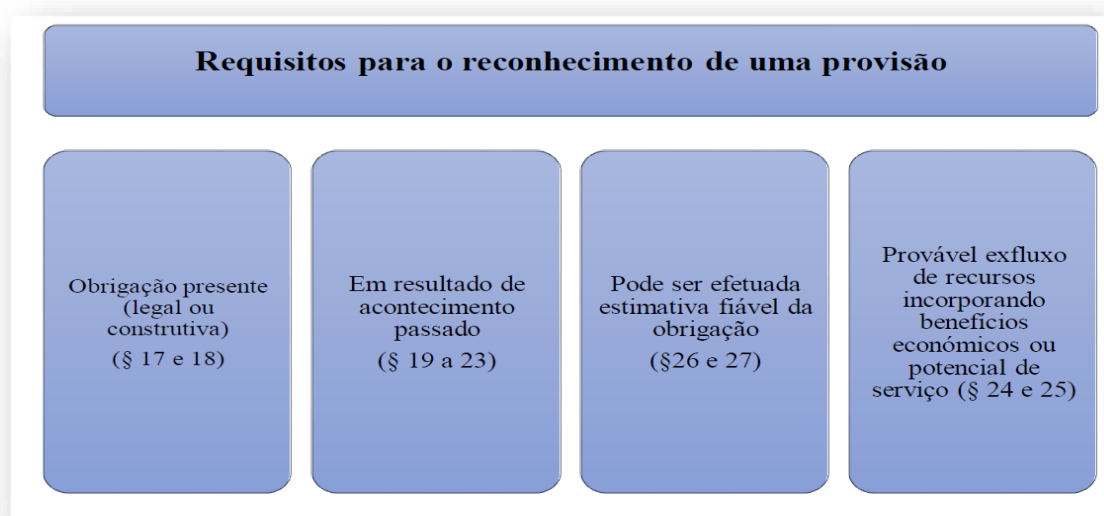 Requisitos para o reconhecimento de uma provisão
Obrigação presente
(legal ou
construtiva)
(§ 17 e 18)
Em resultado de
acontecimento
passado
(§ 19 a 23)
Pode ser efetuada
estimativa fiável da
obrigação
(§26 e 27)
Provável exfluxo
de recursos
incorporando
benefícios
económicos ou
potencial de
serviço (§ 24 e 25)